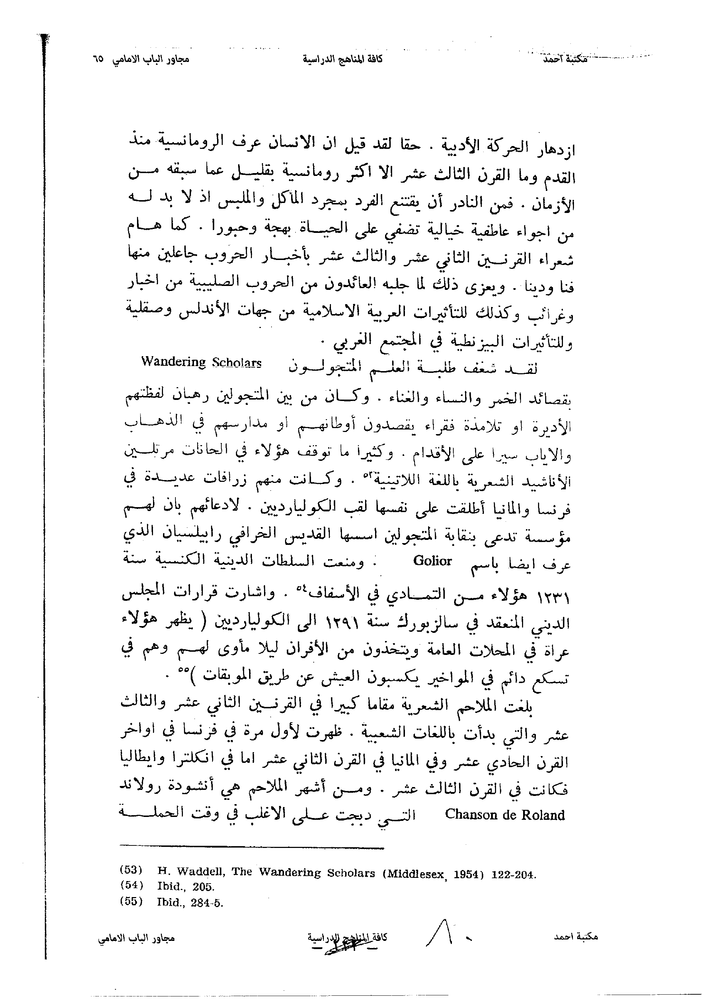 مكتبة احمد كافة المناهج الدراسية مجاور الباب الامامي ٦٥
ازدهار الحركة الأدبية . حقا لقد قيل ان الانسان عرف الرومانسية منذ
القدم وما القرن الثالث عشر الا اكثر رومانسية بقليل عما سبقه من
الأزمان . فمن النادر أن يقتنع الفرد بمجرد المأكل والملبس اذ لا بد له
من اجواء عاطفية خيالية تضفي على الحياة بهجة وحبورا . كما هام
شعراء القرنين الثاني عشر والثالث عشر بأخبار الحروب جاعلين منها
فنا ودينا . ويعزى ذلك لما جلبه العائدون من الحروب الصليبية من اخبار
وغرائب وكذلك للتأثيرات العربية الاسلامية من جهات الأندلس وصقلية
وللتأثيرات البيزنطية في المجتمع الغربي .
لقد شغف طلبة العلم المتجولون Wandering Scholars
بقصائد الخمر والنساء والغناء . وكان من بين المتجولين رهبان لفظتهم
الأديرة او تلامذة فقراء يقصدون أوطانهم او مدارسهم في الذهاب
والاياب سيرا على الأقدام . وكثيرا ما توقف هؤلاء في الحانات مرتلين
الأناشيد الشعرية باللغة اللاتينية٥٣ . وكانت منهم زرافات عديدة في
فرنسا والمانيا أطلقت على نفسها لقب الكولياردیين . لادعائهم بان لهم
مؤسسة تدعى بنقابة المتجولين اسسها القديس الخرافي رابيلسيان الذي
عرف ايضا باسم Golior . ومنعت السلطات الدينية الكنسية سنة
١٢٣١ هؤلاء من التمادي في الأسفاف٥٤ . واشارت قرارات المجلس
الديني المنعقد في سالزبورك سنة ١٢٩١ الى الكولياردیين ( يظهر هؤلاء
عراة في المحلات العامة ويتخذون من الأفران ليلا مأوى لهم وهم في
تسكع دائم في المواخير يكسبون العيش عن طريق الموبقات )٥٥ .
بلغت الملاحم الشعرية مقاما كبيرا في القرنين الثاني عشر والثالث
عشر والتي بدأت باللغات الشعبية . ظهرت لأول مرة في فرنسا في اواخر
القرن الحادي عشر وفي المانيا في القرن الثاني عشر اما في انكلترا وايطاليا
فكانت في القرن الثالث عشر . ومن أشهر الملاحم هي أنشودة رولاند
Chanson de Roland التي دبجت على الاغلب في وقت الحملة
(53) H. Waddell, The Wandering Scholars (Middlesex, 1954) 122-204.
(54) Ibid., 205.
(55) Ibid., 284-5.
٨٠
مكتبة احمد كافة المناهج الدراسية مجاور الباب الامامي